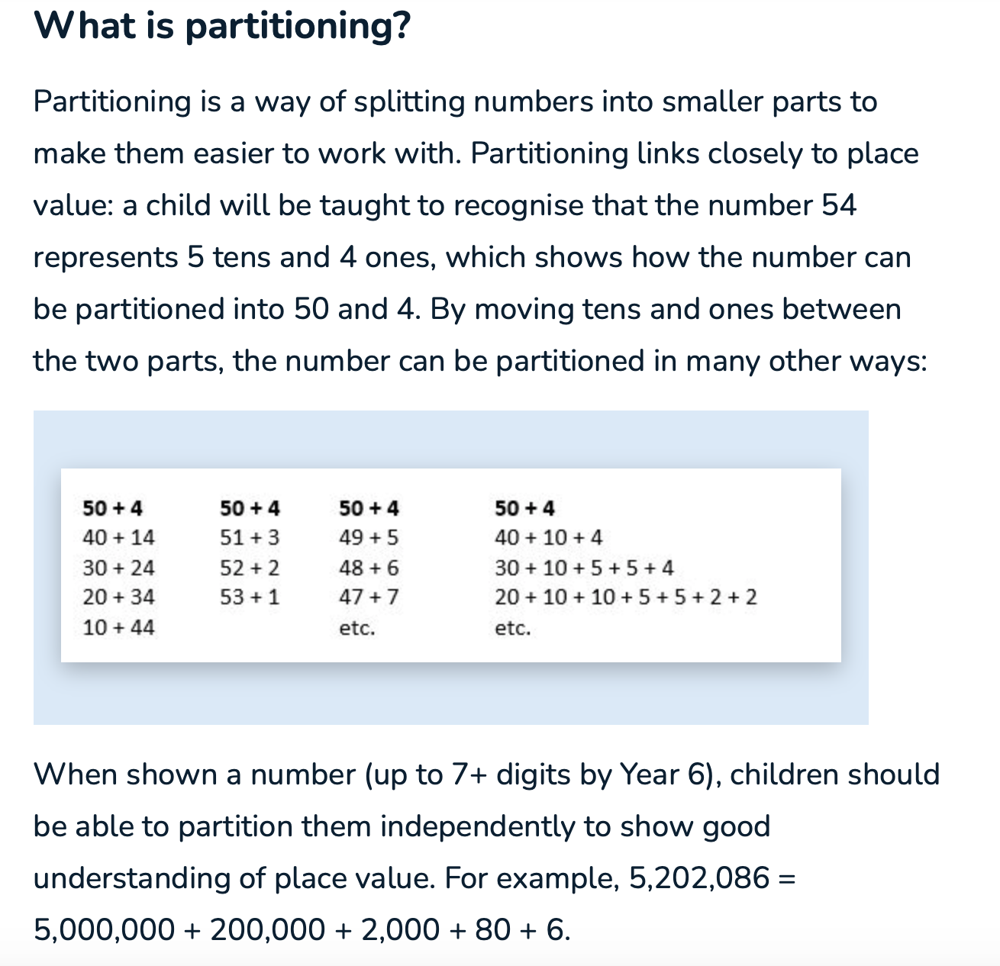 What is partitioning?
Partitioning is a way of splitting numbers into smaller parts to
make them easier to work with. Partitioning links closely to place
value: a child will be taught to recognise that the number 54
represents 5 tens and 4 ones, which shows how the number can
be partitioned into 50 and 4. By moving tens and ones between
the two parts, the number can be partitioned in many other ways:
50 + 4 50 + 4 50 + 4 50 + 4
40 + 14 51 + 3 49 + 5 40 + 10 + 4
30 + 24 52 + 2 48 + 6 30 + 10 + 5 + 5 + 4
20 + 34 53 + 1 47 + 7 20 + 10 + 10 + 5 + 5 + 2 + 2
10 + 44 etc. etc.
When shown a number (up to 7+ digits by Year 6), children should
be able to partition them independently to show good
understanding of place value. For example, 5,202,086 =
5,000,000 + 200,000 + 2,000 + 80 + 6.